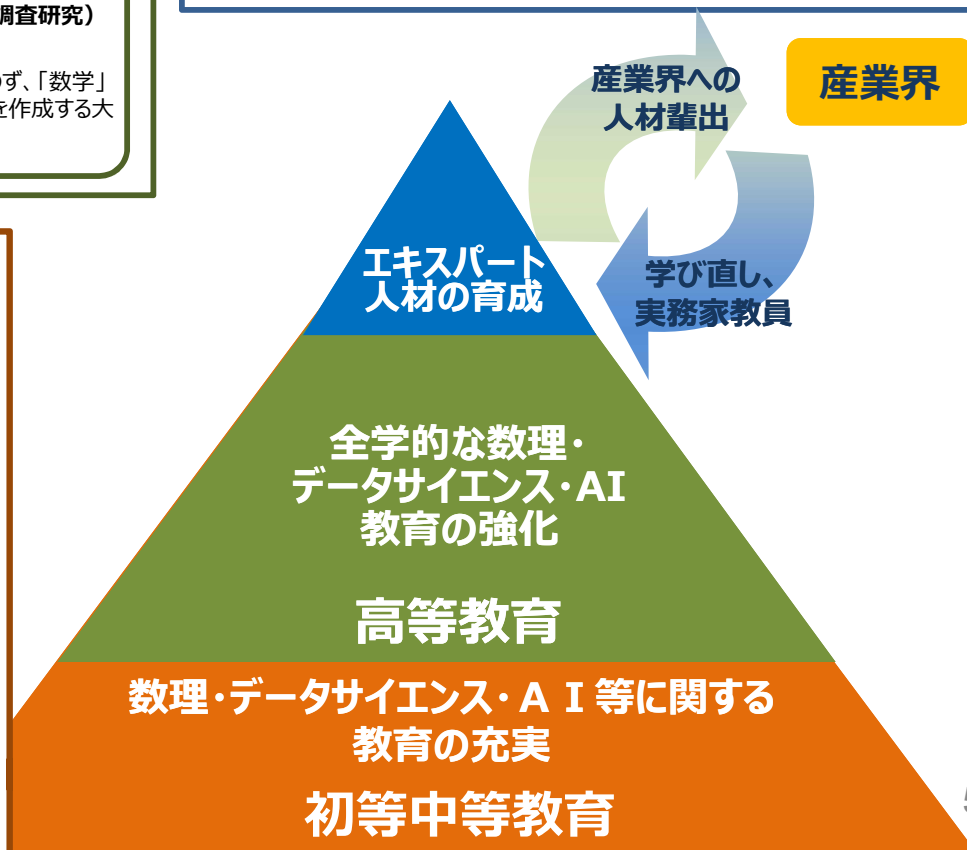 調査研究）
ず、「数学」
を作成する大
産業界への
人材輩出
産業界
エキスパート
人材の育成
学び直し、
実務家教員
全学的な数理・
データサイエンス・AI
教育の強化
高等教育
数理・データサイエンス・ＡＩ等に関する
教育の充実
初等中等教育